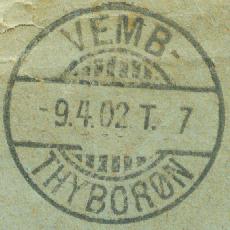 VEMB-
-9.4.02 T. 7
THYBORØN